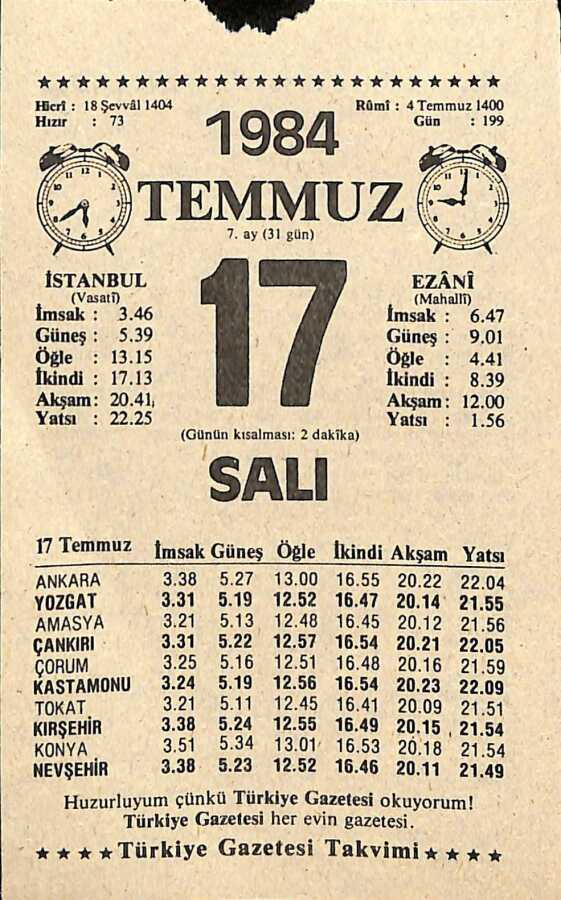 ★★★★★★★★★★★★★★★★★★★★★★★★
Hicrî : 18 Şevvâl 1404
Hızır : 73
Rûmî : 4 Temmuz 1400
Gün : 199
1984
TEMMUZ
7. ay (31 gün)
17
(Günün kısalması: 2 dakîka)
SALI
İSTANBUL
(Vasatî)
İmsak : 3.46
Güneş : 5.39
Öğle : 13.15
İkindi : 17.13
Akşam: 20.41
Yatsı : 22.25
EZÂNÎ
(Mahallî)
İmsak : 6.47
Güneş : 9.01
Öğle : 4.41
İkindi : 8.39
Akşam: 12.00
Yatsı : 1.56
17 Temmuz İmsak Güneş Öğle İkindi Akşam Yatsı
ANKARA 3.38 5.27 13.00 16.55 20.22 22.04
YOZGAT 3.31 5.19 12.52 16.47 20.14 21.55
AMASYA 3.21 5.13 12.48 16.45 20.12 21.56
ÇANKIRI 3.31 5.22 12.57 16.54 20.21 22.05
ÇORUM 3.25 5.16 12.51 16.48 20.16 21.59
KASTAMONU 3.24 5.19 12.56 16.54 20.23 22.09
TOKAT 3.21 5.11 12.45 16.41 20.09 21.51
KIRŞEHİR 3.38 5.24 12.55 16.49 20.15 21.54
KONYA 3.51 5.34 13.01 16.53 20.18 21.54
NEVŞEHİR 3.38 5.23 12.52 16.46 20.11 21.49
Huzurluyum çünkü Türkiye Gazetesi okuyorum!
Türkiye Gazetesi her evin gazetesi.
★★★★Türkiye Gazetesi Takvimi★★★★